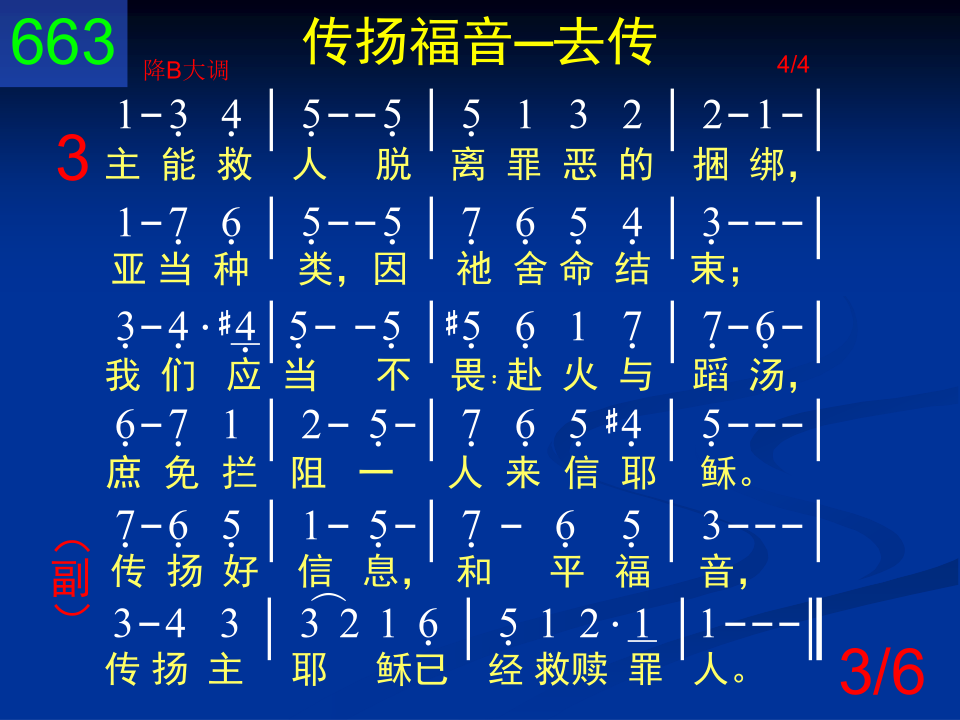 663 传扬福音—去传
降B大调 4/4
3
1 - 3̣ 4̣ | 5̣ - - 5̣ | 5̣ 1 3 2 | 2 - 1 - |
主 能 救 人 脱 离 罪 恶 的 捆 绑，
1 - 7̣ 6̣ | 5̣ - - 5̣ | 7̣ 6̣ 5̣ 4̣ | 3̣ - - - |
亚 当 种 类，因 祂 舍 命 结 束；
3̣ - 4̣ · #4̣ | 5̣ - - 5̣ | #5̣ 6̣ 1 7̣ | 7̣ - 6̣ - |
我 们 应 当 不 畏：赴 火 与 蹈 汤，
6̣ - 7̣ 1 | 2 - 5̣ - | 7̣ 6̣ 5̣ #4̣ | 5̣ - - - |
庶 免 拦 阻 一 人 来 信 耶 稣。
（副）
7̣ - 6̣ 5̣ | 1 - 5̣ - | 7̣ - 6̣ 5̣ | 3 - - - |
传 扬 好 信 息，和 平 福 音，
3 - 4 3 | 3 2 1 6̣ | 5̣ 1 2 · 1 | 1 - - - ‖
传 扬 主 耶 稣已 经 救赎 罪 人。
3/6